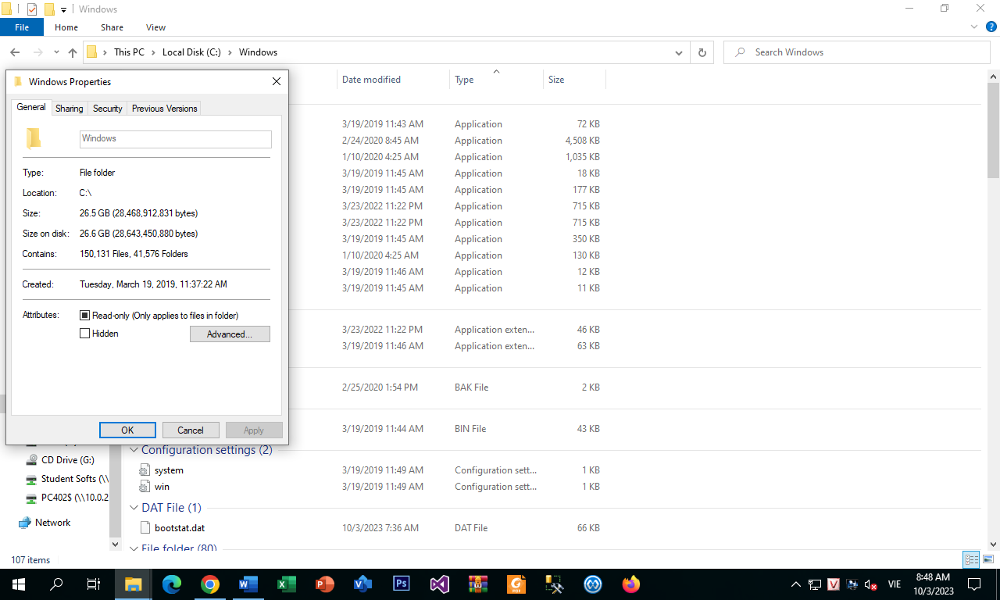 Windows
File Home Share View
This PC Local Disk (C:) Windows
Search Windows
Windows Properties
General Sharing Security Previous Versions
Windows
Type: File folder
Location: C:\
Size: 26.5 GB (28,468,912,831 bytes)
Size on disk: 26.6 GB (28,643,450,880 bytes)
Contains: 150,131 Files, 41,576 Folders
Created: Tuesday, March 19, 2019, 11:37:22 AM
Attributes: Read-only (Only applies to files in folder)
Hidden Advanced...
OK Cancel Apply
Date modified Type Size
3/19/2019 11:43 AM Application 72 KB
2/24/2020 8:45 AM Application 4,508 KB
1/10/2020 4:25 AM Application 1,035 KB
3/19/2019 11:45 AM Application 18 KB
3/19/2019 11:45 AM Application 177 KB
3/23/2022 11:22 PM Application 715 KB
3/23/2022 11:22 PM Application 715 KB
3/19/2019 11:45 AM Application 350 KB
1/10/2020 4:25 AM Application 130 KB
3/19/2019 11:46 AM Application 12 KB
3/19/2019 11:45 AM Application 11 KB
3/23/2022 11:22 PM Application exten... 46 KB
3/19/2019 11:46 AM Application exten... 63 KB
2/25/2020 1:54 PM BAK File 2 KB
3/19/2019 11:44 AM BIN File 43 KB
Configuration settings (2)
system 3/19/2019 11:49 AM Configuration sett... 1 KB
win 3/19/2019 11:49 AM Configuration sett... 1 KB
DAT File (1)
bootstat.dat 10/3/2023 7:36 AM DAT File 66 KB
File folder (80)
CD Drive (G:)
Student Softs (\\
PC402$ (\\10.0.2
Network
107 items
VIE
8:48 AM
10/3/2023